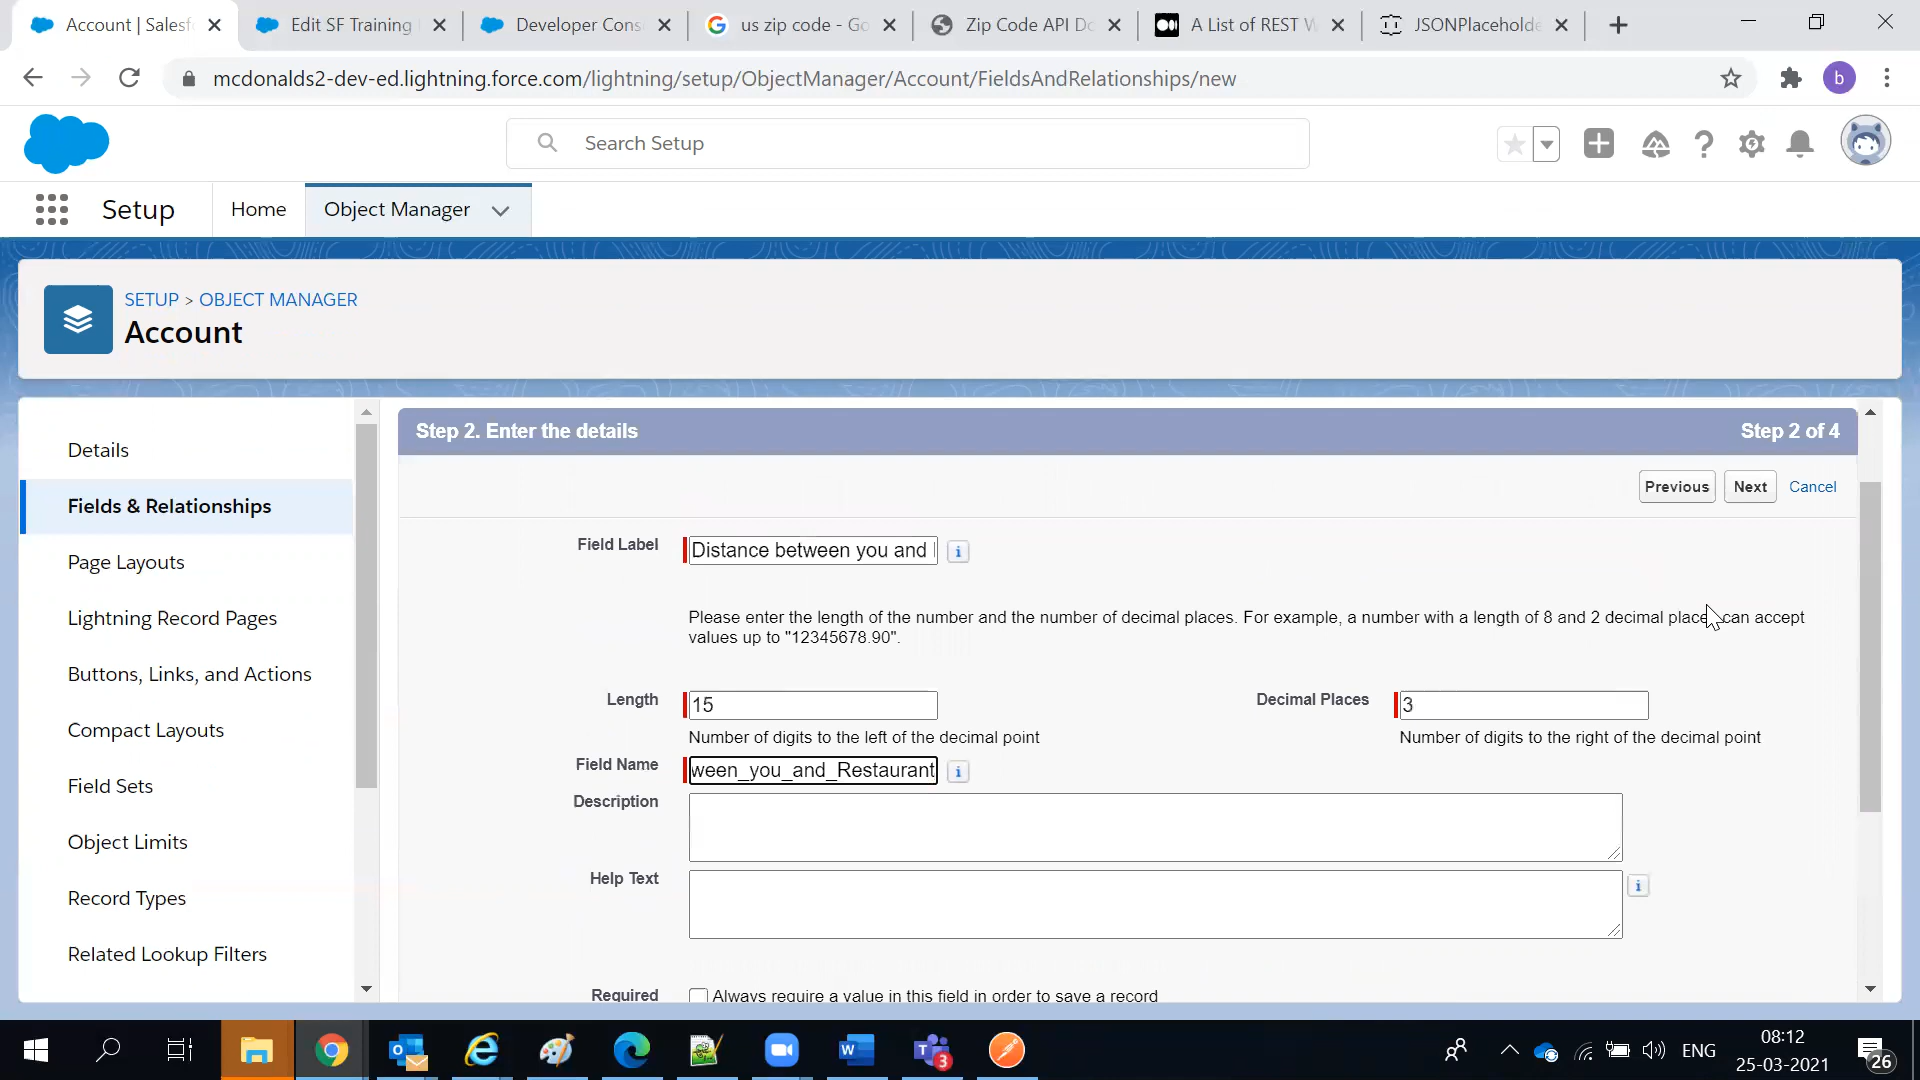 Account | Salesf
Edit SF Training
Developer Cons
us zip code - Go
Zip Code API Do
A List of REST W
JSONPlaceholde
mcdonalds2-dev-ed.lightning.force.com/lightning/setup/ObjectManager/Account/FieldsAndRelationships/new
b
Search Setup
Setup
Home
Object Manager
SETUP > OBJECT MANAGER
Account
Details
Fields & Relationships
Page Layouts
Lightning Record Pages
Buttons, Links, and Actions
Compact Layouts
Field Sets
Object Limits
Record Types
Related Lookup Filters
Step 2. Enter the details
Step 2 of 4
Previous
Next
Cancel
Field Label
Distance between you and
Please enter the length of the number and the number of decimal places. For example, a number with a length of 8 and 2 decimal places can accept
values up to "12345678.90".
Length
15
Decimal Places
3
Number of digits to the left of the decimal point
Number of digits to the right of the decimal point
Field Name
ween_you_and_Restaurant
Description
Help Text
Required
Always require a value in this field in order to save a record
3
ENG
08:12
25-03-2021
26